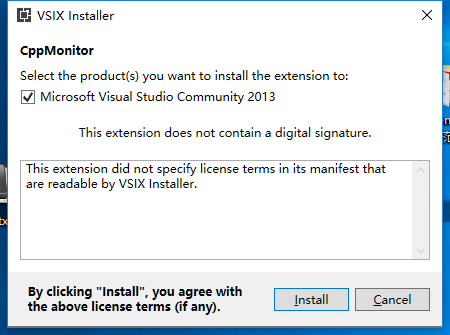 VSIX Installer
CppMonitor
Select the product(s) you want to install the extension to:
Microsoft Visual Studio Community 2013
This extension does not contain a digital signature.
This extension did not specify license terms in its manifest that
are readable by VSIX Installer.
By clicking "Install", you agree with
the above license terms (if any).
Install
Cancel